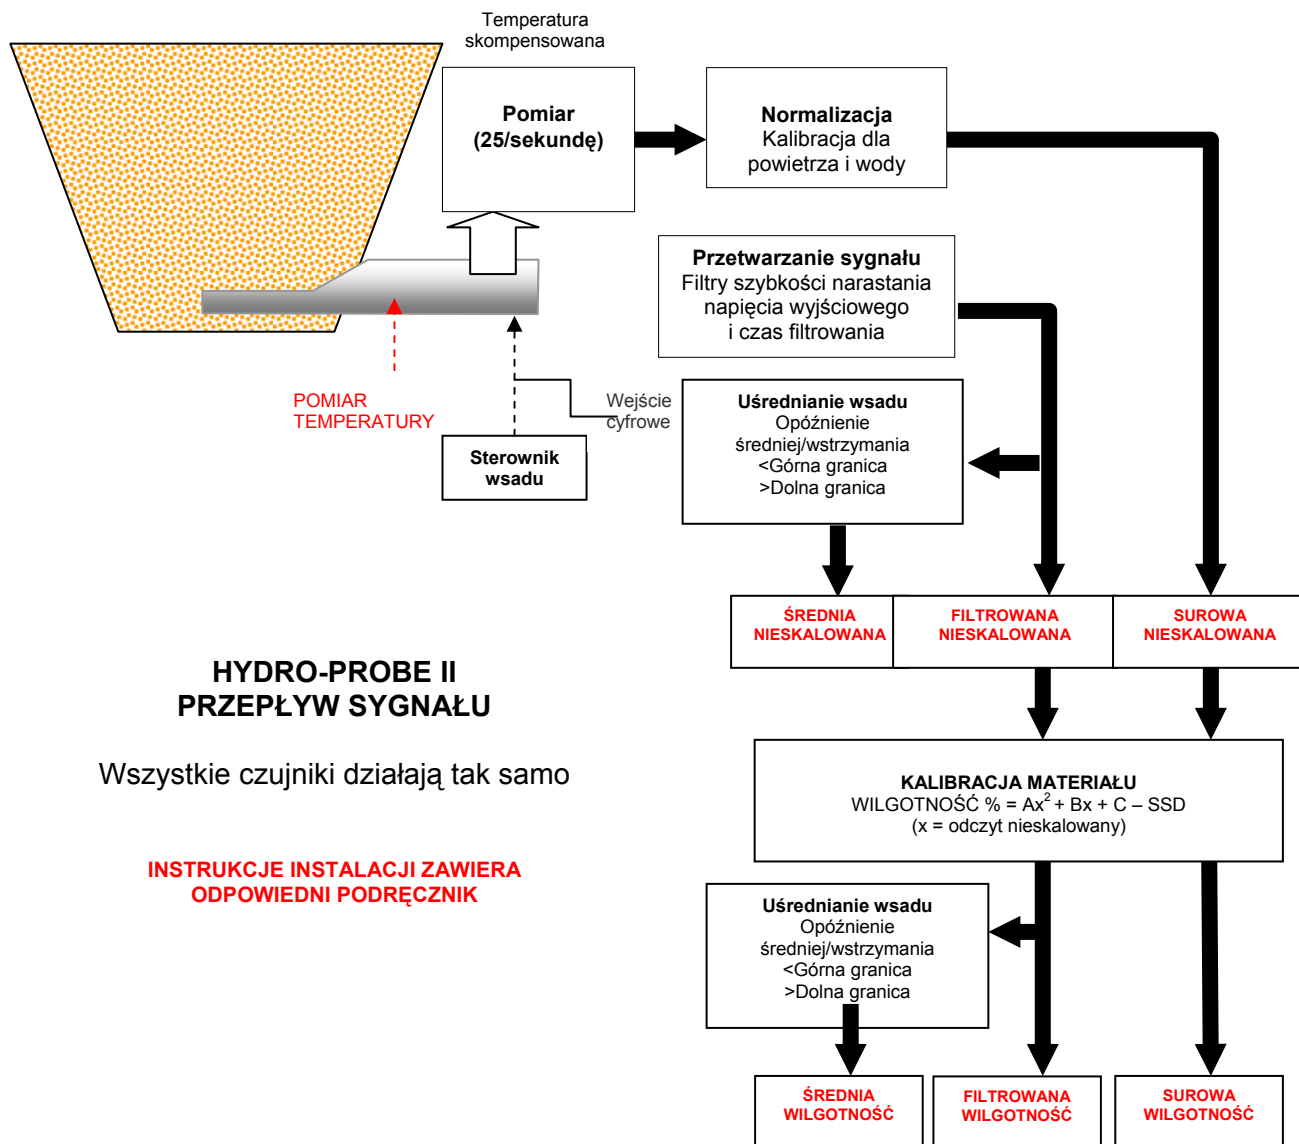 Temperatura
skompensowana
Pomiar
(25/sekundę)
Normalizacja
Kalibracja dla
powietrza i wody
Przetwarzanie sygnału
Filtry szybkości narastania
napięcia wyjściowego
i czas filtrowania
POMIAR
TEMPERATURY
Wejście
cyfrowe
Sterownik
wsadu
Uśrednianie wsadu
Opóźnienie
średniej/wstrzymania
<Górna granica
>Dolna granica
ŚREDNIA
NIESKALOWANA
FILTROWANA
NIESKALOWANA
SUROWA
NIESKALOWANA
HYDRO-PROBE II
PRZEPŁYW SYGNAŁU
Wszystkie czujniki działają tak samo
INSTRUKCJE INSTALACJI ZAWIERA
ODPOWIEDNI PODRĘCZNIK
KALIBRACJA MATERIAŁU
WILGOTNOŚĆ % = Ax² + Bx + C – SSD
(x = odczyt nieskalowany)
Uśrednianie wsadu
Opóźnienie
średniej/wstrzymania
<Górna granica
>Dolna granica
ŚREDNIA
WILGOTNOŚĆ
FILTROWANA
WILGOTNOŚĆ
SUROWA
WILGOTNOŚĆ